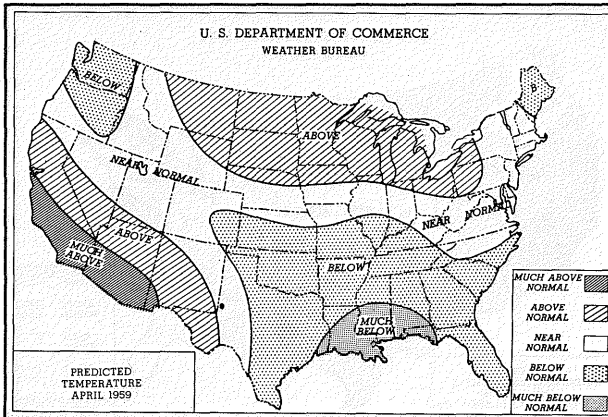 U. S. DEPARTMENT OF COMMERCE
WEATHER BUREAU
BELOW
ABOVE
NEAR NORMAL
ABOVE
MUCH
ABOVE
NEAR NORMAL
BELOW
MUCH
BELOW
B
MUCH ABOVE
NORMAL
ABOVE
NORMAL
NEAR
NORMAL
BELOW
NORMAL
MUCH BELOW
NORMAL
PREDICTED
TEMPERATURE
APRIL 1959